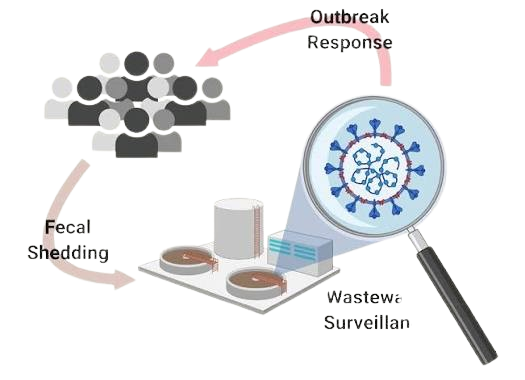 Outbreak
Response
Fecal
Shedding
Wastewa
Surveillan